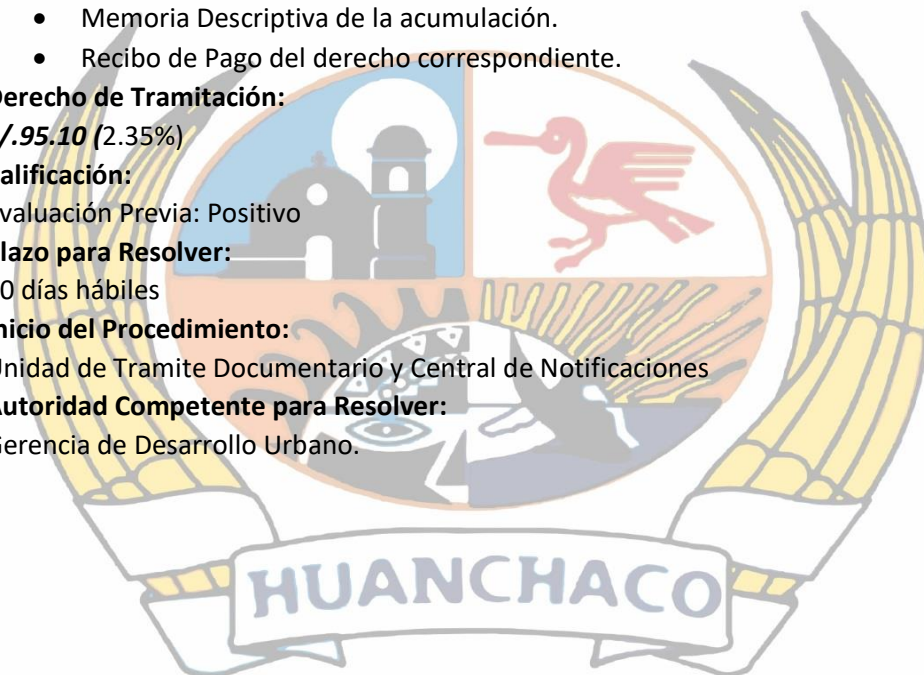 • Memoria Descriptiva de la acumulación.
• Recibo de Pago del derecho correspondiente.
Derecho de Tramitación:
/.95.10 (2.35%)
alificación:
valuación Previa: Positivo
lazo para Resolver:
0 días hábiles
nicio del Procedimiento:
Unidad de Tramite Documentario y Central de Notificaciones
Autoridad Competente para Resolver:
Gerencia de Desarrollo Urbano.
HUANCHACO